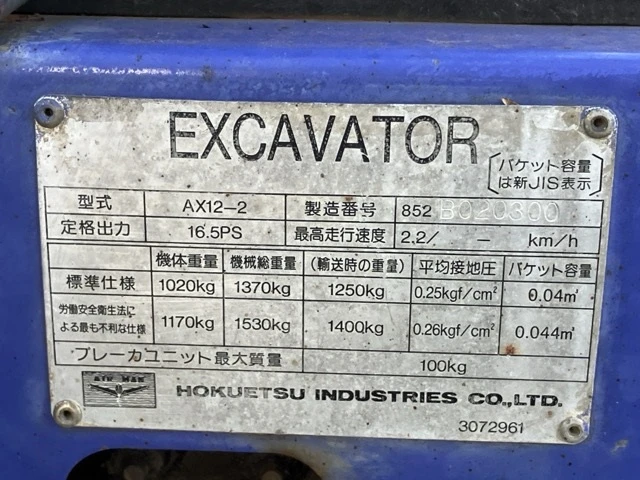 EXCAVATOR
(バケット容量
は新JIS表示)
型式 AX12-2 製造番号 852 B020300
定格出力 16.5PS 最高走行速度 2.2/ - km/h
機体重量 機械総重量 (輸送時の重量) 平均接地圧 バケット容量
標準仕様 1020kg 1370kg 1250kg 0.25kgf/cm² 0.04㎥
労働安全衛生法に
よる最も不利な仕様 1170kg 1530kg 1400kg 0.26kgf/cm² 0.044㎥
ブレーカユニット最大質量 100kg
AIR MAN
HOKUETSU INDUSTRIES CO.,LTD.
3072961